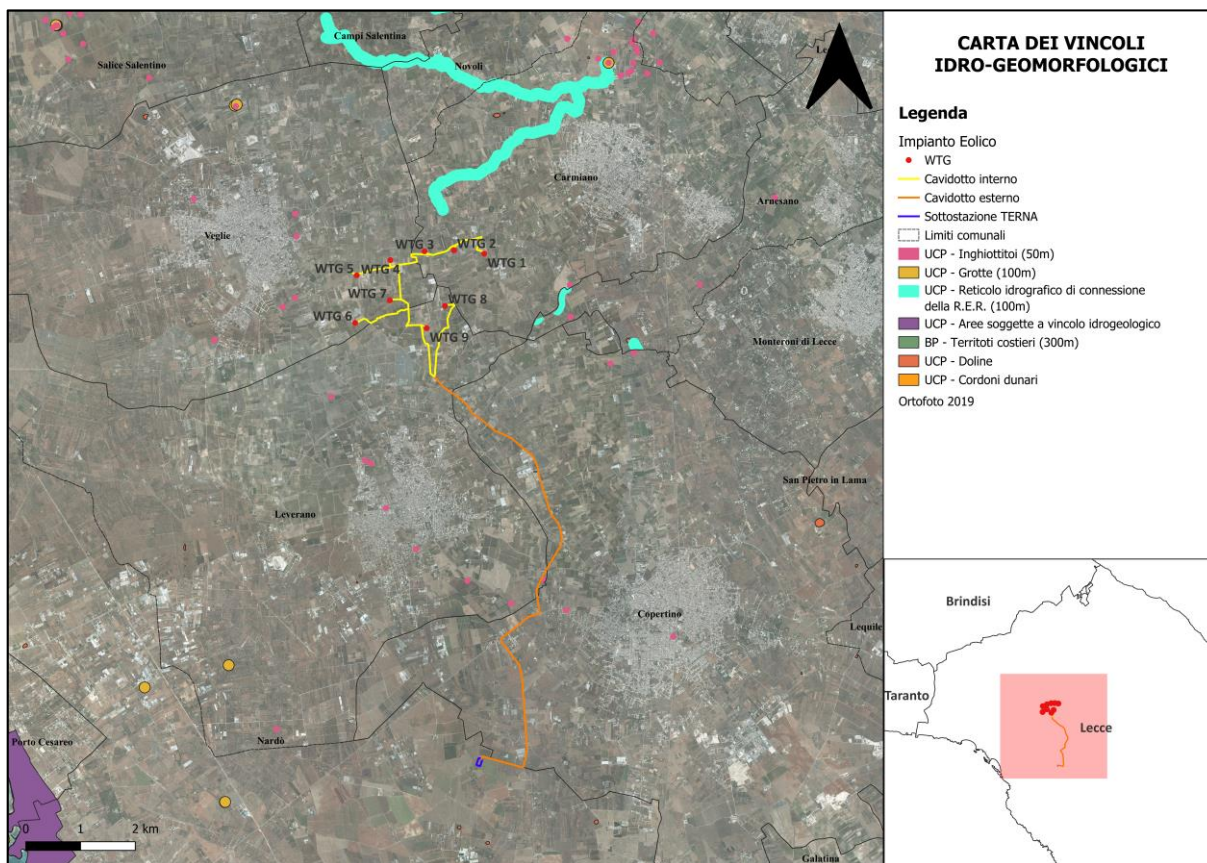 CARTA DEI VINCOLI
IDRO-GEOMORFOLOGICI
Legenda
Impianto Eolico
WTG
Cavidotto interno
Cavidotto esterno
Sottostazione TERNA
Limiti comunali
UCP - Inghiottitoi (50m)
UCP - Grotte (100m)
UCP - Reticolo idrografico di connessione
della R.E.R. (100m)
UCP - Aree soggette a vincolo idrogeologico
BP - Territoti costieri (300m)
UCP - Doline
UCP - Cordoni dunari
Ortofoto 2019
Campi Salentina
Salice Salentino
Novoli
Carmiano
Arnesano
Veglie
WTG 3
WTG 2
WTG 1
WTG 5
WTG 4
WTG 7
WTG 8
WTG 6
WTG 9
Monteroni di Lecce
San Pietro in Lama
Leverano
Copertino
Lequile
Porto Cesareo
Nardò
Galatina
0 1 2 km
Brindisi
Taranto
Lecce